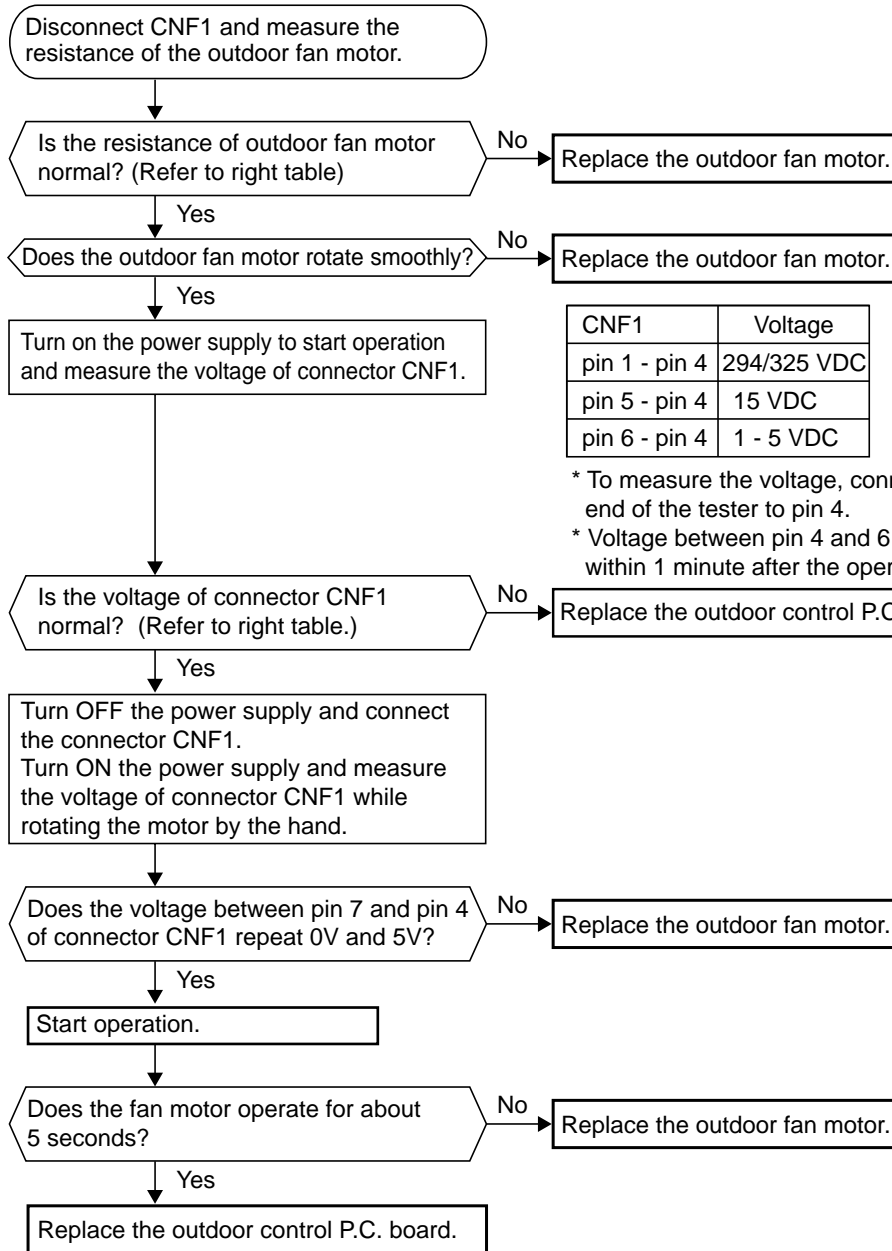 Disconnect CNF1 and measure the
resistance of the outdoor fan motor.
Is the resistance of outdoor fan motor
normal? (Refer to right table)
No
Replace the outdoor fan motor.
Yes
Does the outdoor fan motor rotate smoothly?
No
Replace the outdoor fan motor.
Yes
Turn on the power supply to start operation
and measure the voltage of connector CNF1.
CNF1 Voltage
pin 1 - pin 4 294/325 VDC
pin 5 - pin 4 15 VDC
pin 6 - pin 4 1 - 5 VDC
* To measure the voltage,
end of the tester to pin 4.
* Voltage between pin 4 and 6
within 1 minute after the
Is the voltage of connector CNF1
normal? (Refer to right table.)
No
Replace the outdoor control
Yes
Turn OFF the power supply and connect
the connector CNF1.
Turn ON the power supply and measure
the voltage of connector CNF1 while
rotating the motor by the hand.
Does the voltage between pin 7 and pin 4
of connector CNF1 repeat 0V and 5V?
No
Replace the outdoor fan motor.
Yes
Start operation.
Does the fan motor operate for about
5 seconds?
No
Replace the outdoor fan motor.
Yes
Replace the outdoor control P.C. board.